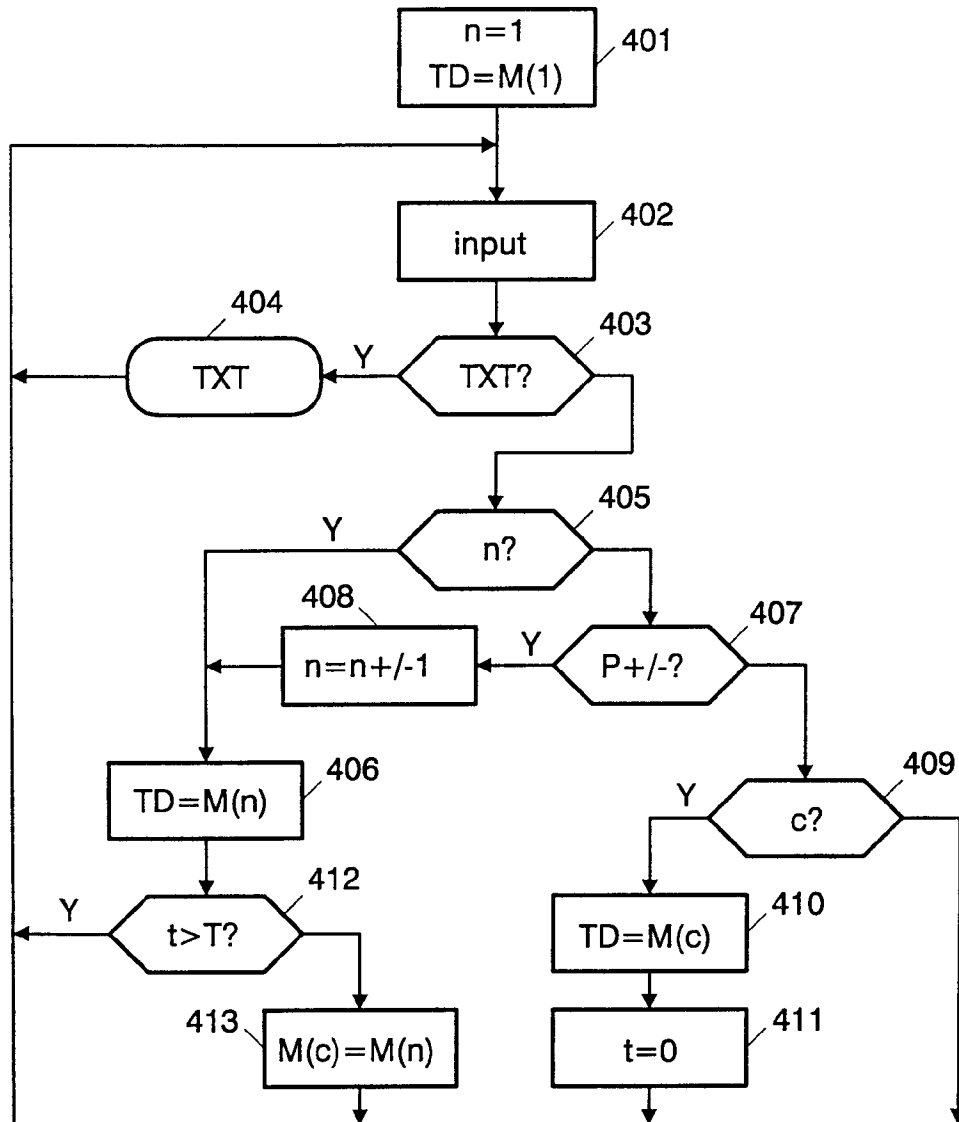 n=1
TD=M(1)
401
input
402
404
403
TXT
Y
TXT?
405
Y
n?
408
407
n=n+/-1
Y
P+/-?
406
409
TD=M(n)
Y
c?
412
410
Y
t>T?
TD=M(c)
413
411
M(c)=M(n)
t=0